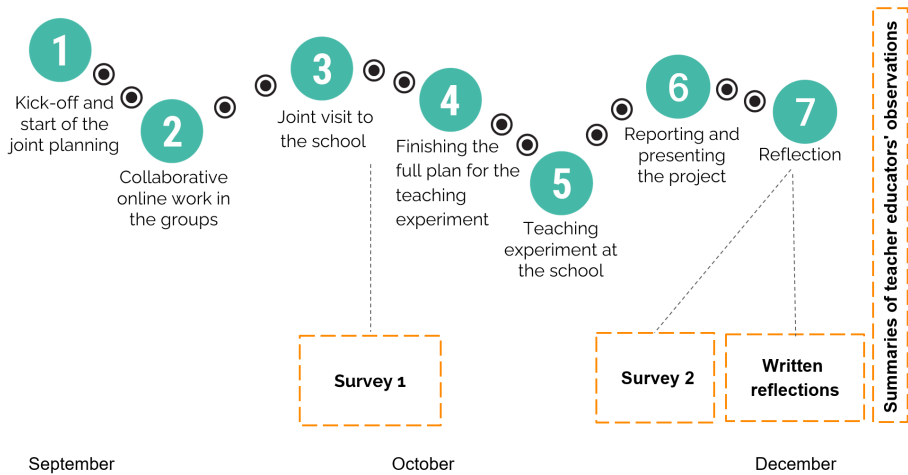 1
Kick-off and
start of the
joint planning
2
Collaborative
online work in
the groups
3
Joint visit to
the school
4
Finishing the
full plan for the
teaching
experiment
5
Teaching
experiment at
the school
6
Reporting and
presenting
the project
7
Reflection
Summaries of teacher educators' observations
Survey 1
Survey 2
Written
reflections
September
October
December